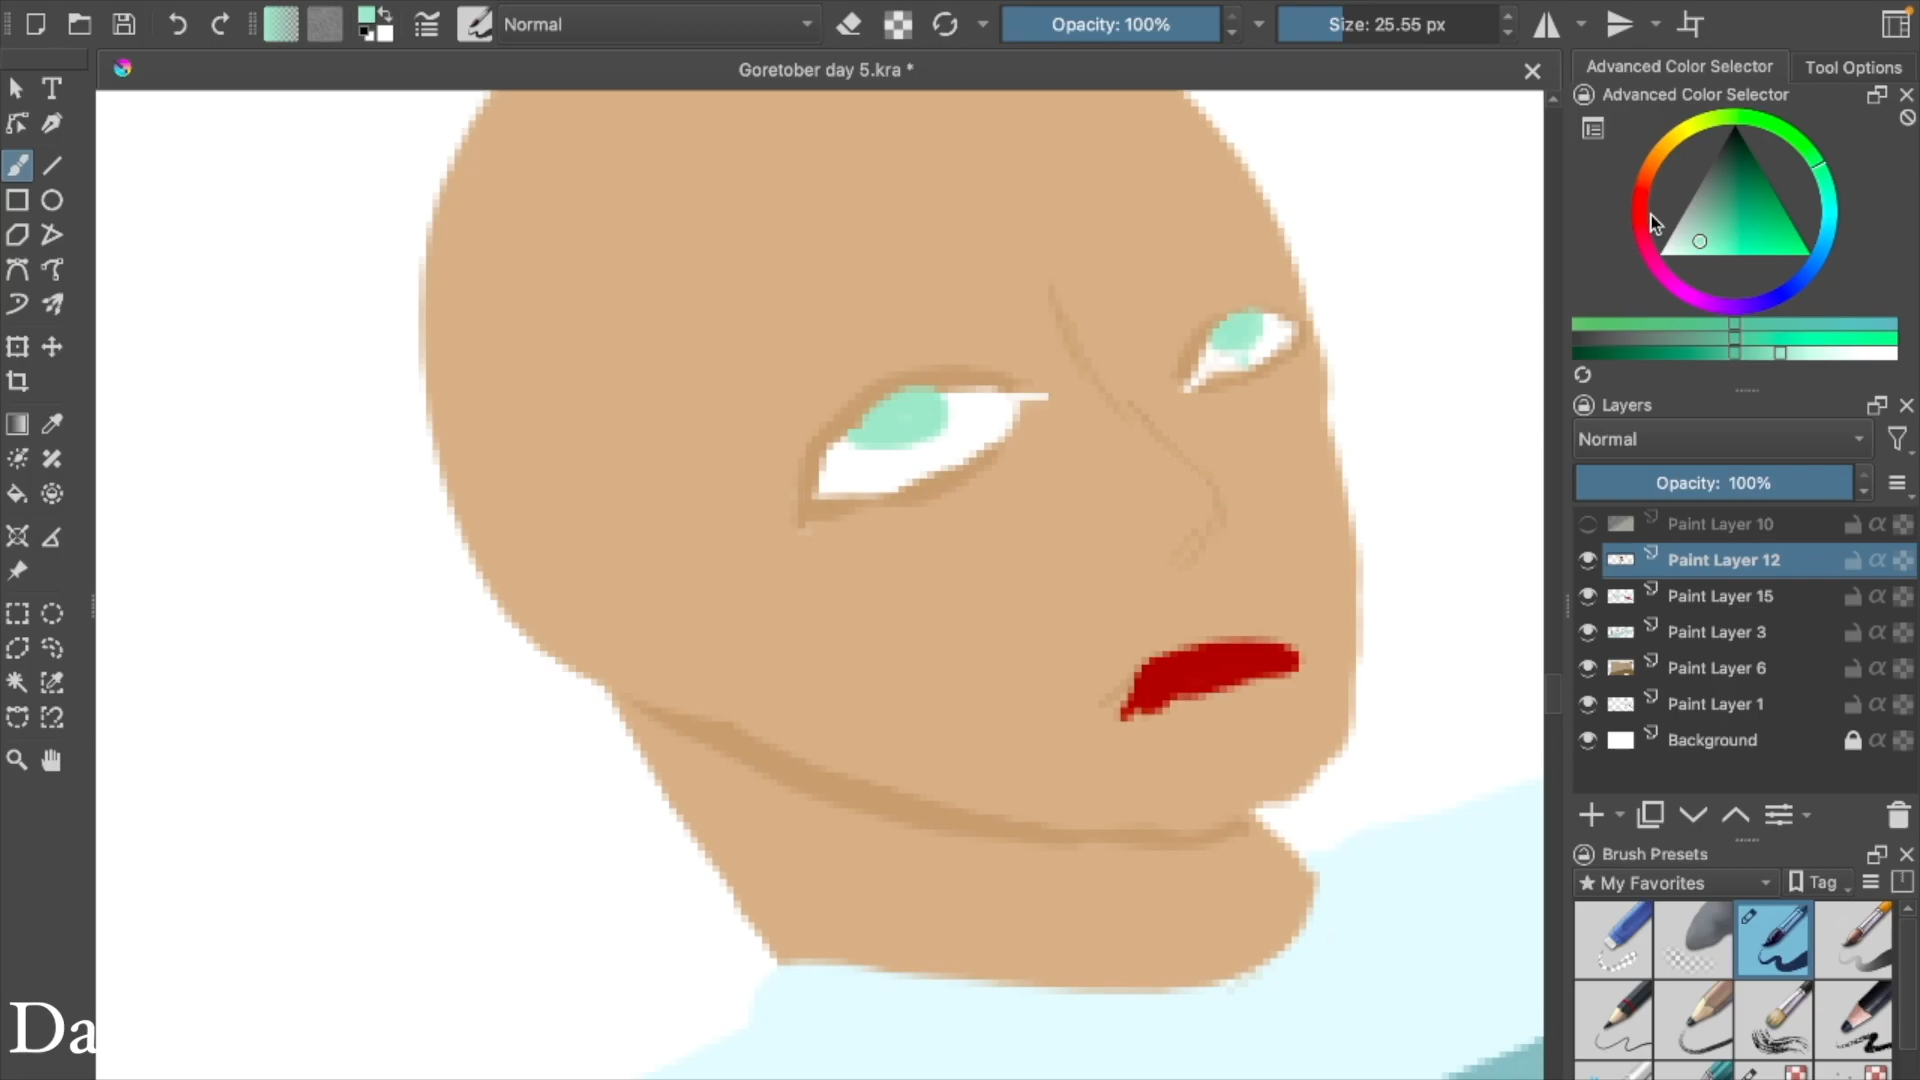 Normal
Opacity: 100%
Size: 25.55 px
Goretober day 5.kra *
Advanced Color Selector
Tool Options
Advanced Color Selector
Layers
Normal
Opacity: 100%
Paint Layer 10
Paint Layer 12
Paint Layer 15
Paint Layer 3
Paint Layer 6
Paint Layer 1
Background
Brush Presets
★ My Favorites
Tag
Da